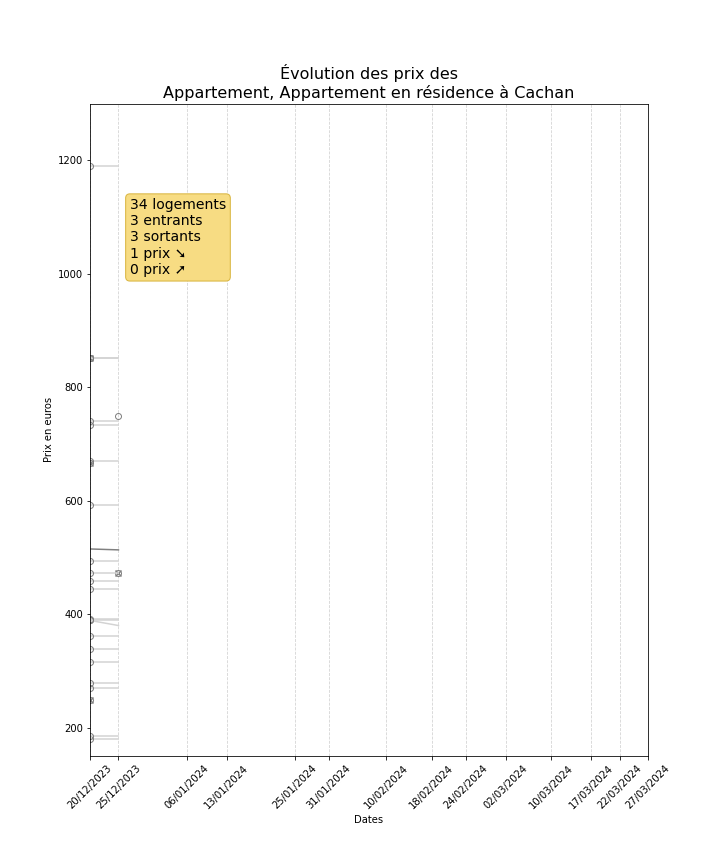 Évolution des prix des
Appartement, Appartement en résidence à Cachan
1200
1000
800
600
400
200
Prix en euros
34 logements
3 entrants
3 sortants
1 prix ➘
0 prix ➚
20/12/2023
25/12/2023
06/01/2024
13/01/2024
25/01/2024
31/01/2024
10/02/2024
18/02/2024
24/02/2024
02/03/2024
10/03/2024
17/03/2024
22/03/2024
27/03/2024
Dates